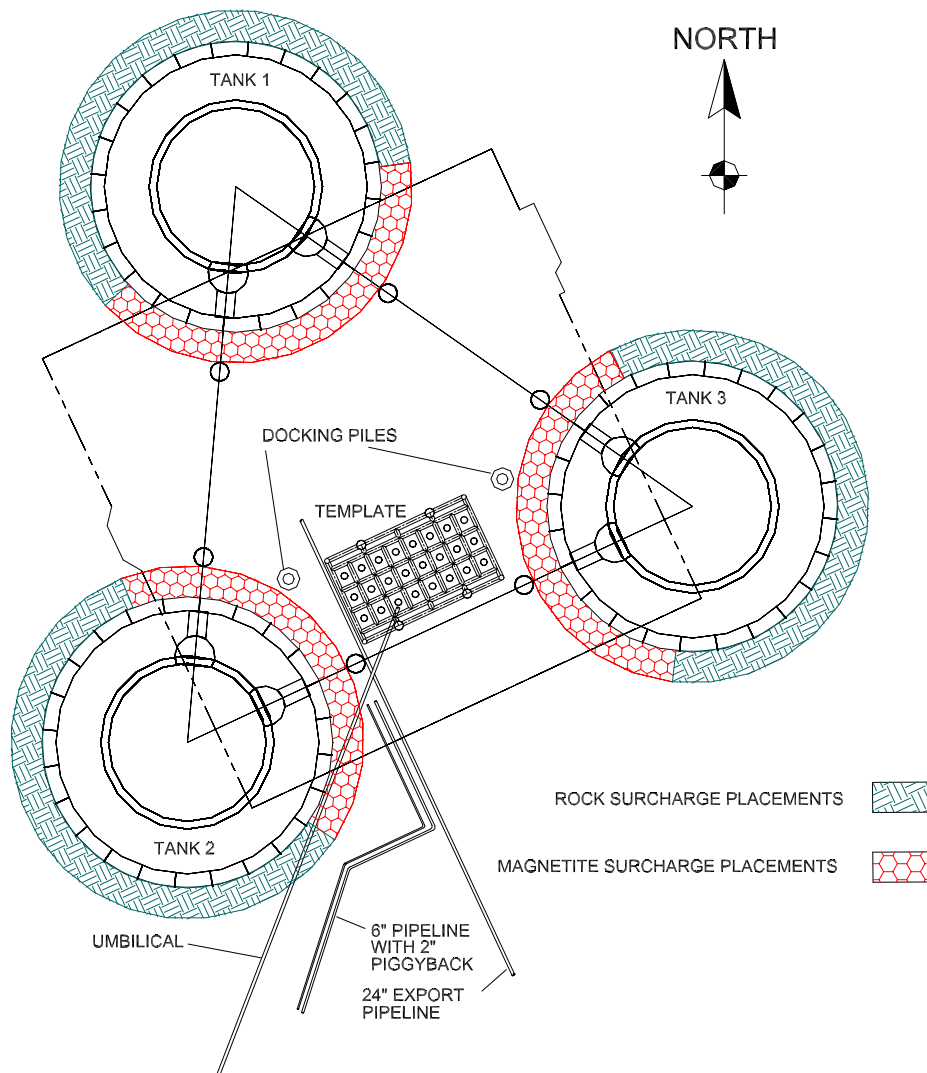 NORTH
TANK 1
TANK 3
DOCKING PILES
TEMPLATE
ROCK SURCHARGE PLACEMENTS
TANK 2
MAGNETITE SURCHARGE PLACEMENTS
UMBILICAL
6" PIPELINE
WITH 2"
PIGGYBACK
24" EXPORT
PIPELINE